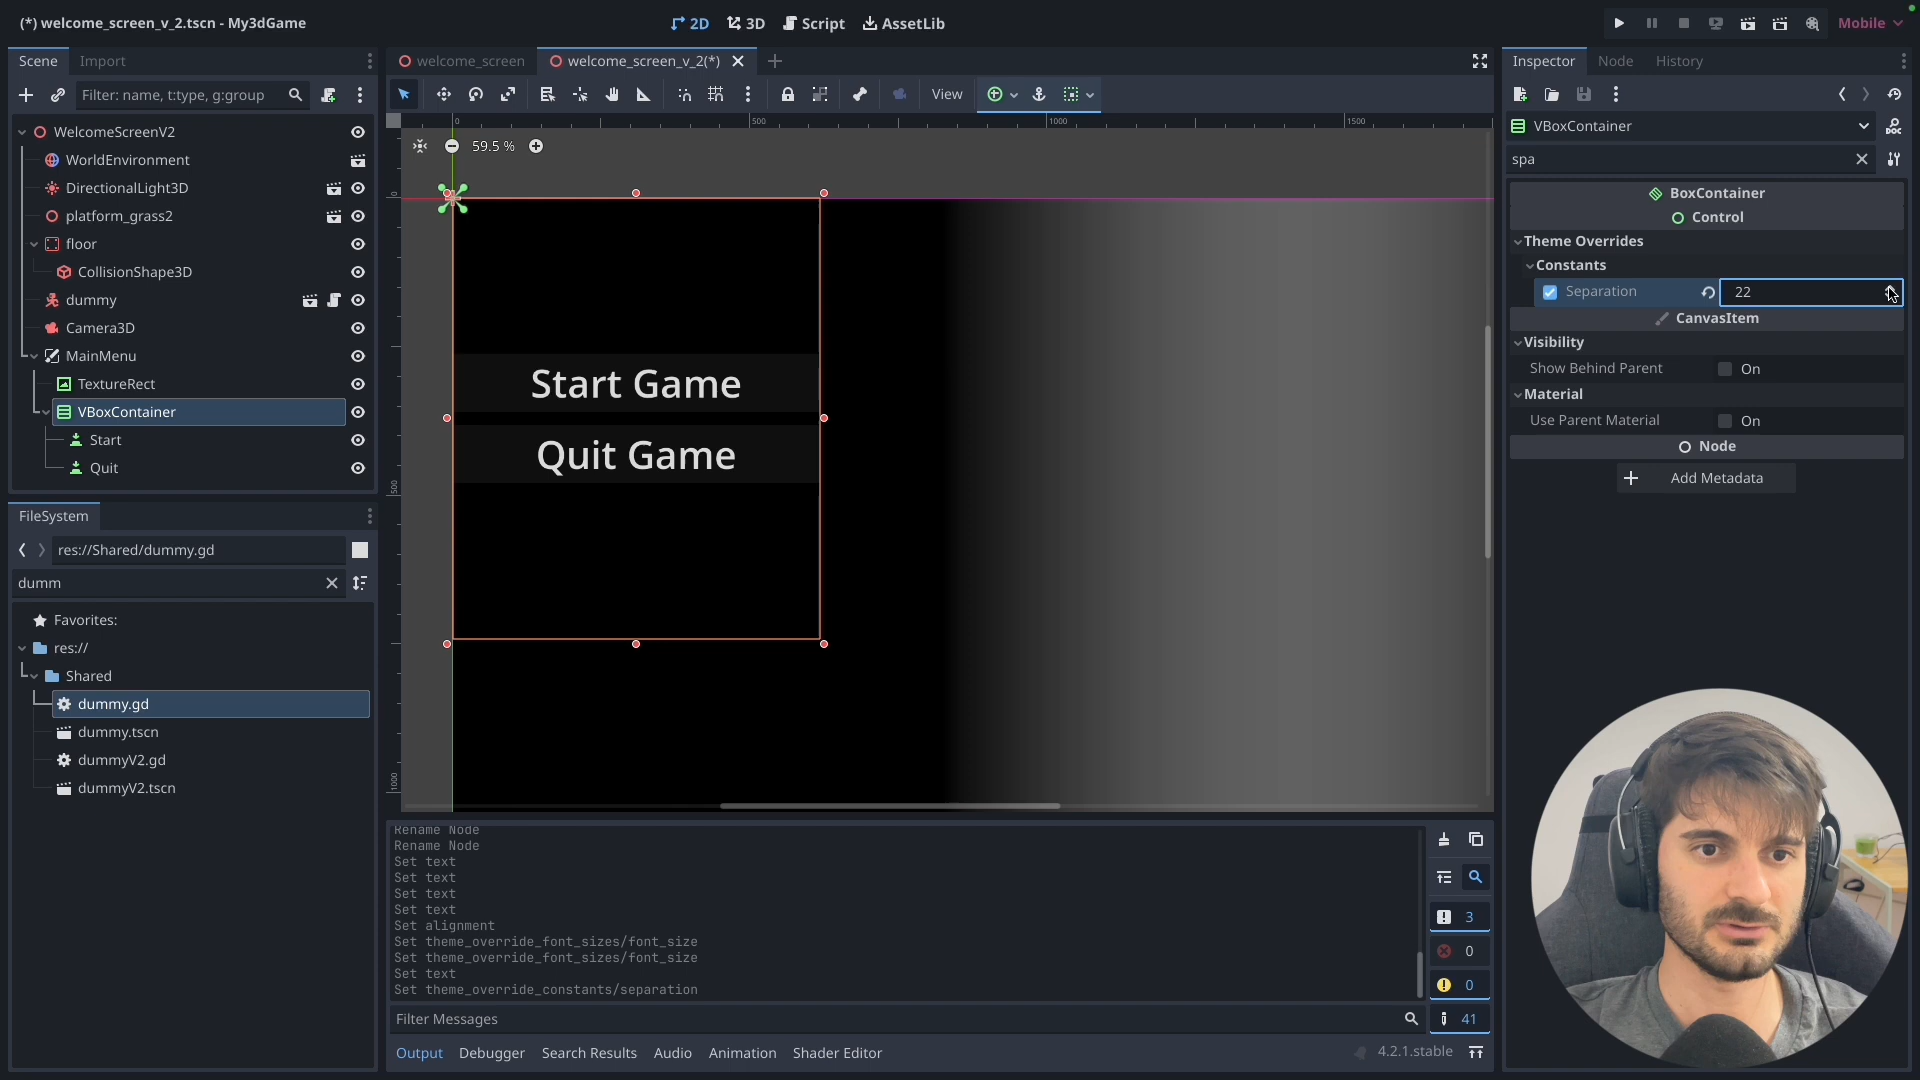 (*) welcome_screen_v_2.tscn - My3dGame
2D 3D Script AssetLib
Mobile
Scene Import
Filter: name, t:type, g:group
WelcomeScreenV2
WorldEnvironment
DirectionalLight3D
platform_grass2
floor
CollisionShape3D
dummy
Camera3D
MainMenu
TextureRect
VBoxContainer
Start
Quit
FileSystem
res://Shared/dummy.gd
dumm
Favorites:
res://
Shared
dummy.gd
dummy.tscn
dummyV2.gd
dummyV2.tscn
welcome_screen welcome_screen_v_2(*)
View
0 500 1000 1500
59.5 %
0
500
1000
Start Game
Quit Game
Rename Node
Rename Node
Set text
Set text
Set text
Set text
Set alignment
Set theme_override_font_sizes/font_size
Set theme_override_font_sizes/font_size
Set text
Set theme_override_constants/separation
3
0
0
41
Filter Messages
Output Debugger Search Results Audio Animation Shader Editor
4.2.1.stable
Inspector Node History
VBoxContainer
DOC
spa
BoxContainer
Control
Theme Overrides
Constants
Separation 22
CanvasItem
Visibility
Show Behind Parent On
Material
Use Parent Material On
Node
Add Metadata